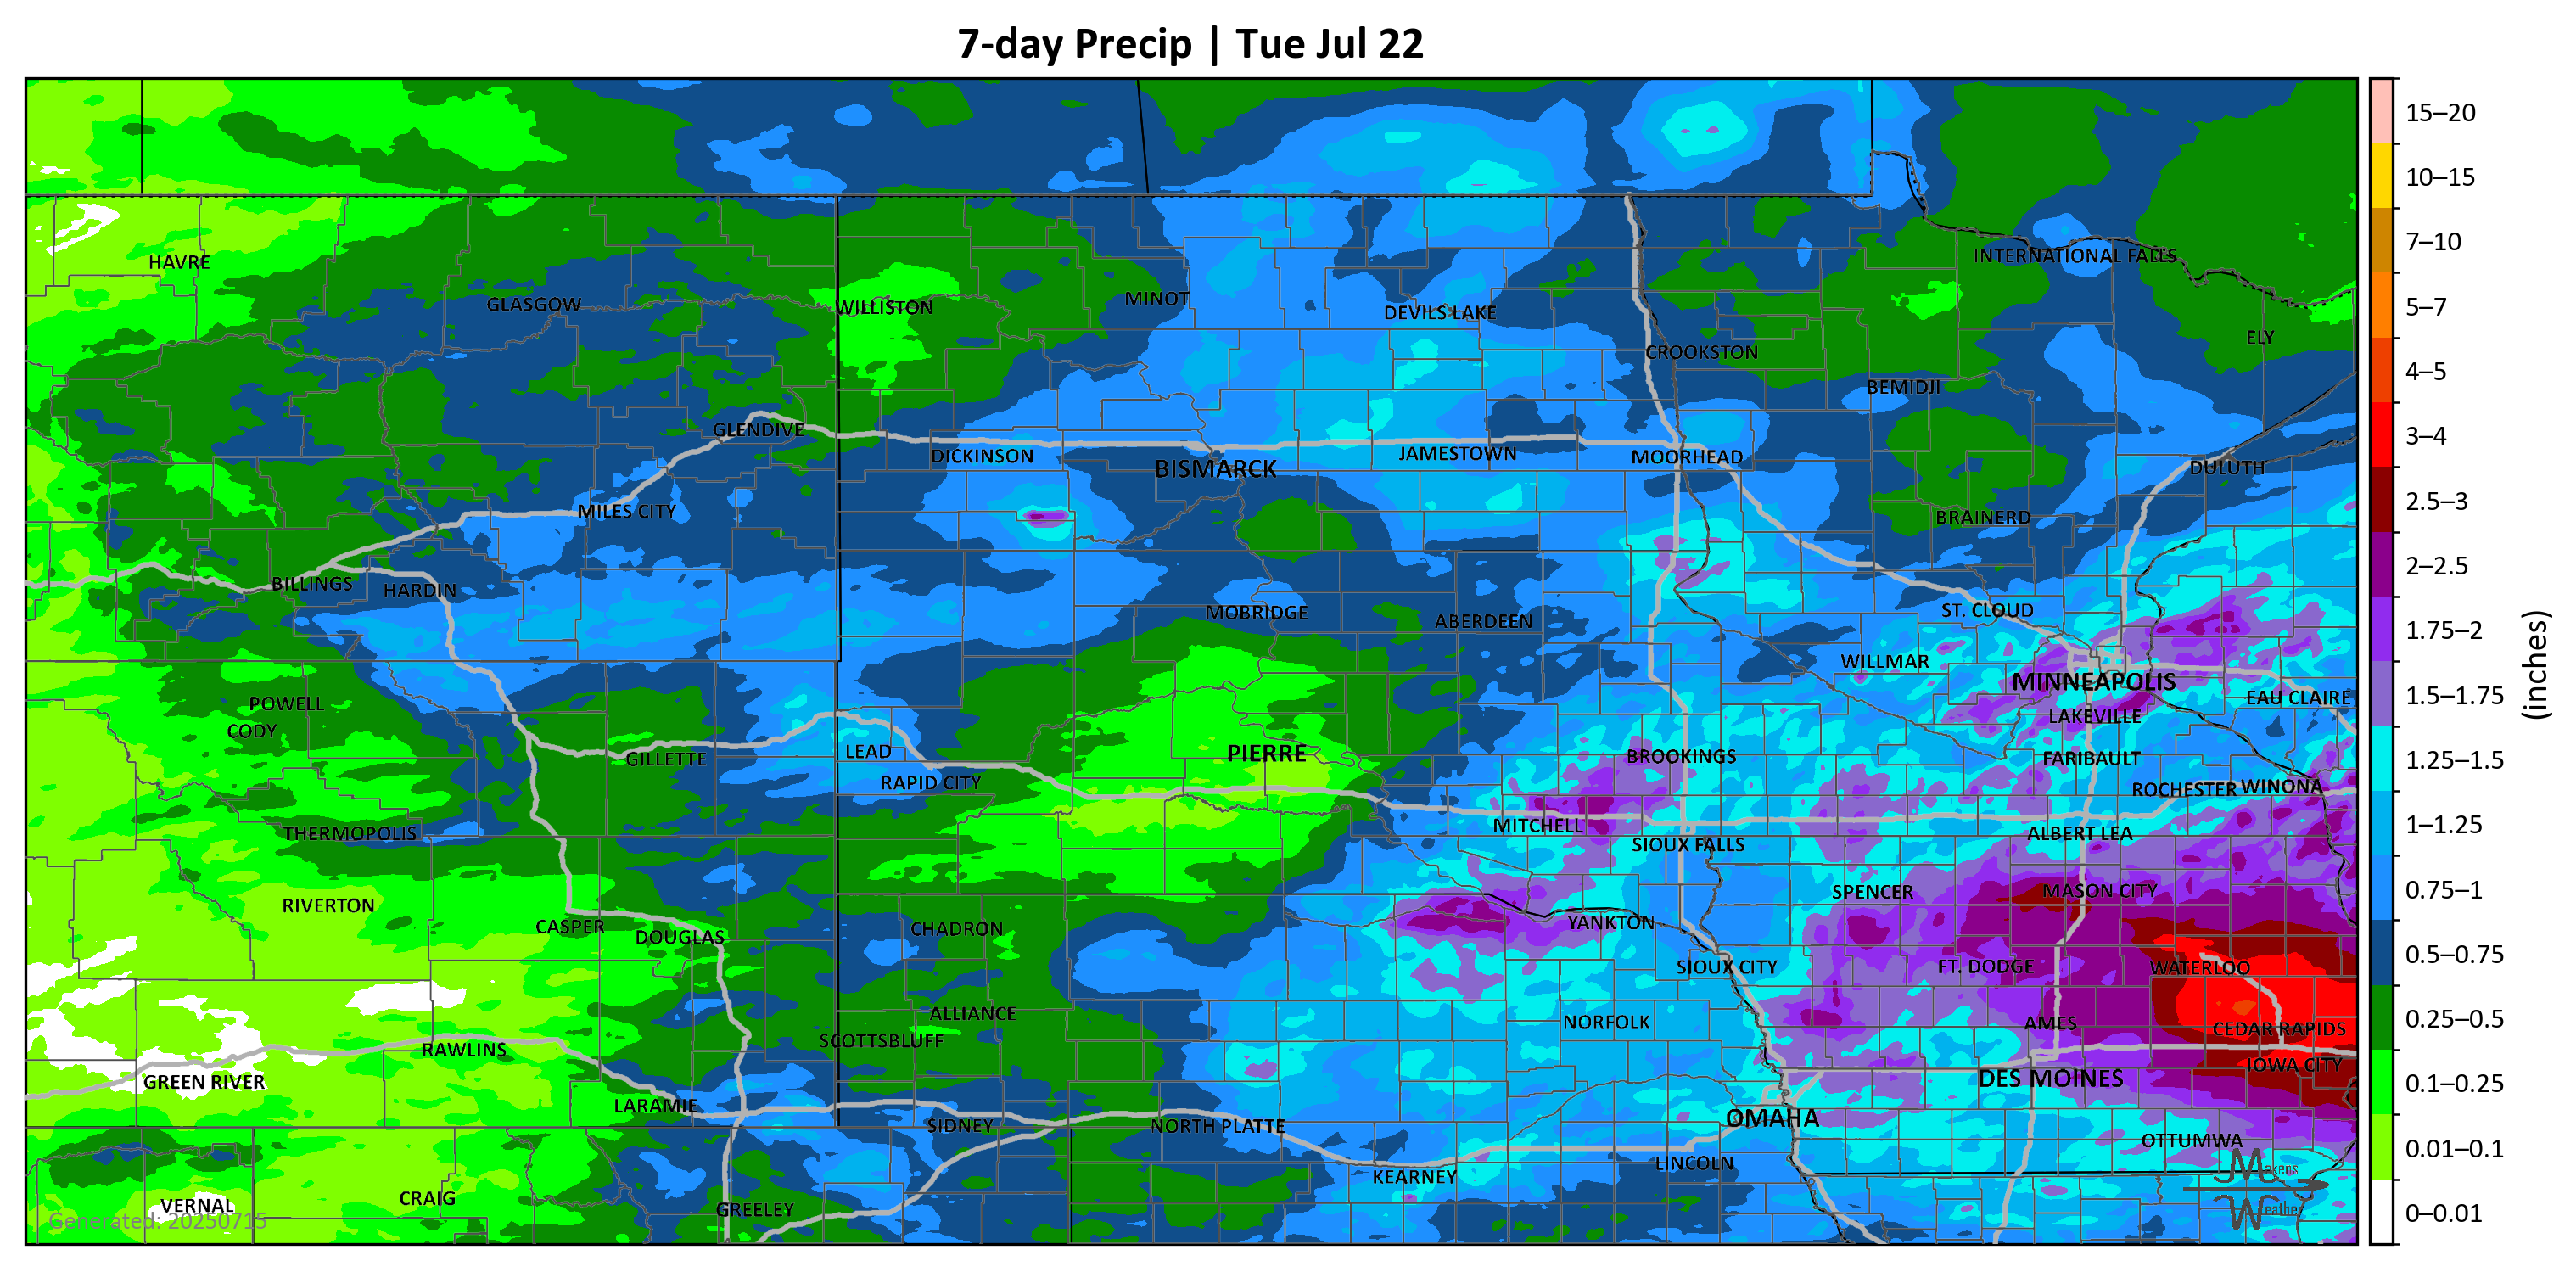 7-day Precip | Tue Jul 22
15–20
10–15
7–10
5–7
4–5
3–4
2.5–3
2–2.5
1.75–2
1.5–1.75
1.25–1.5
1–1.25
0.75–1
0.5–0.75
0.25–0.5
0.1–0.25
0.01–0.1
0–0.01
(inches)
INTERNATIONAL FALLS
HAVRE
MINOT
GLASGOW
WILLISTON
DEVILS LAKE
ELY
CROOKSTON
BEMIDJI
GLENDIVE
DICKINSON
JAMESTOWN
MOORHEAD
BISMARCK
DULUTH
MILES CITY
BRAINERD
BILLINGS
HARDIN
MOBRIDGE
ABERDEEN
ST. CLOUD
WILLMAR
MINNEAPOLIS
EAU CLAIRE
POWELL
LAKEVILLE
CODY
LEAD
PIERRE
GILLETTE
BROOKINGS
FARIBAULT
RAPID CITY
ROCHESTER
WINONA
MITCHELL
THERMOPOLIS
ALBERT LEA
SIOUX FALLS
SPENCER
MASON CITY
RIVERTON
CASPER
DOUGLAS
CHADRON
YANKTON
SIOUX CITY
FT. DODGE
WATERLOO
ALLIANCE
NORFOLK
AMES
CEDAR RAPIDS
SCOTTSBLUFF
RAWLINS
IOWA CITY
GREEN RIVER
DES MOINES
LARAMIE
OMAHA
SIDNEY
NORTH PLATTE
OTTUMWA
LINCOLN
KEARNEY
CRAIG
VERNAL
GREELEY
Generated: 20250715
Makens
Weather